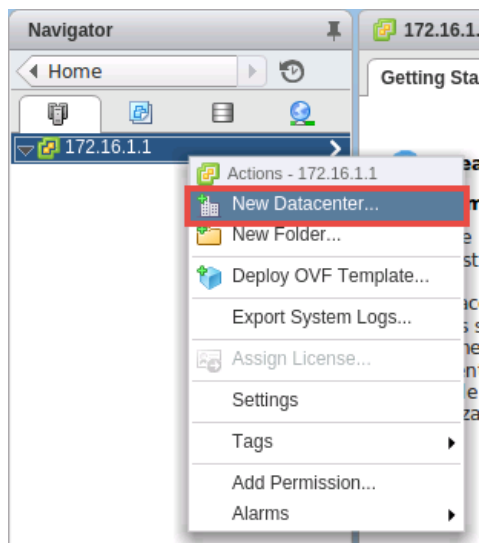 Navigator
172.16.1.
Home
Getting Sta
172.16.1.1
Actions - 172.16.1.1
New Datacenter...
New Folder...
Deploy OVF Template...
Export System Logs...
Assign License...
Settings
Tags
Add Permission...
Alarms